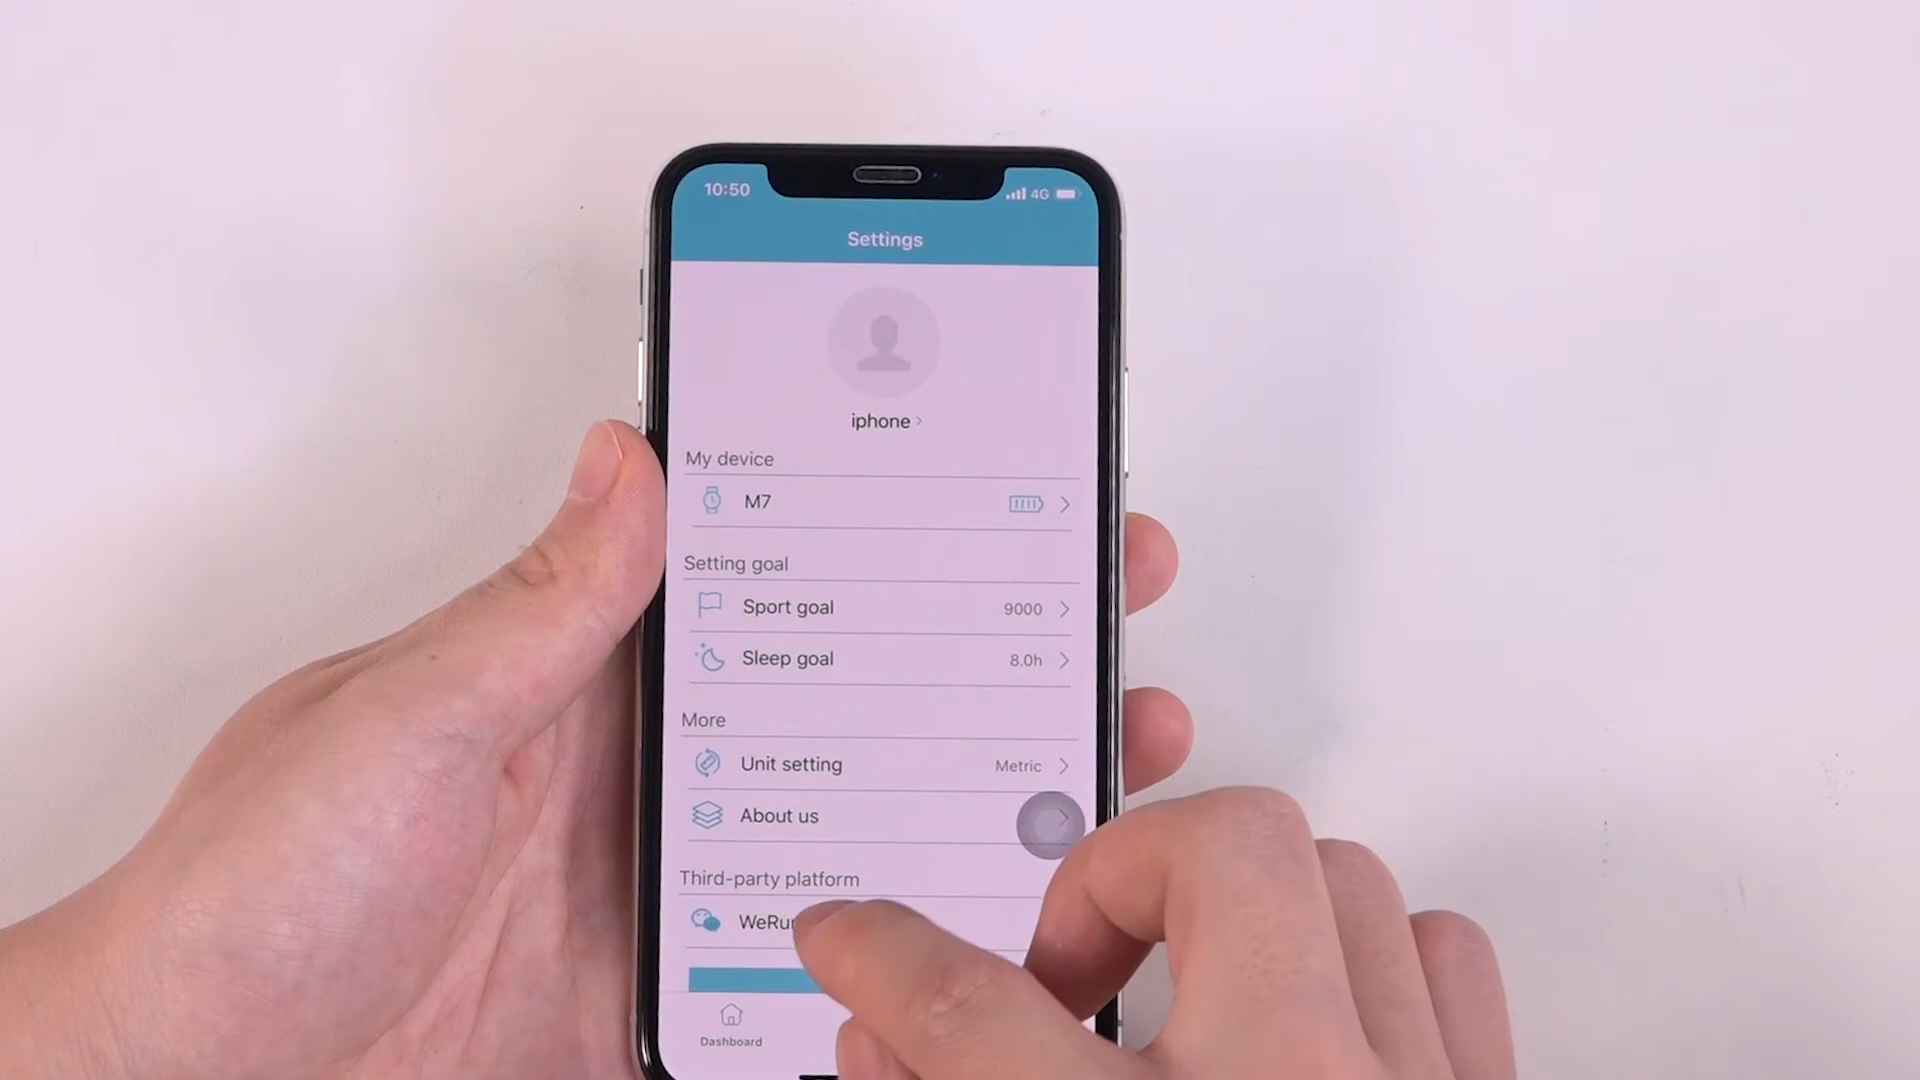 10:50
4G
Settings
iphone
My device
M7
Setting goal
Sport goal 9000
Sleep goal 8.0h
More
Unit setting Metric
About us
Third-party platform
WeRun
Dashboard